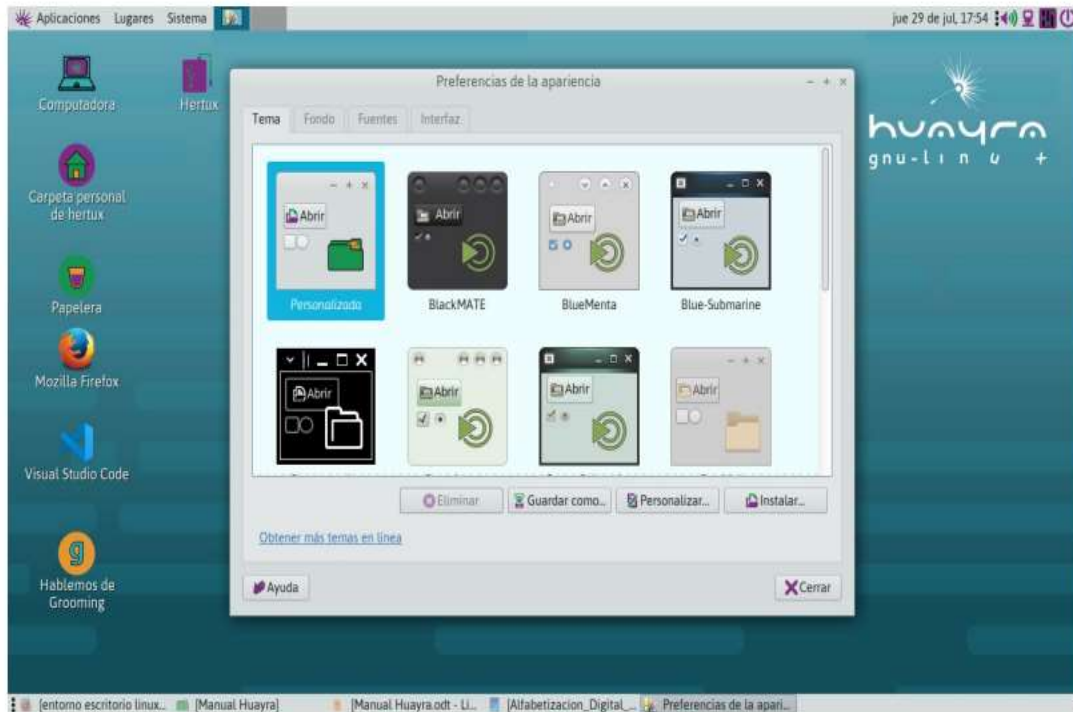 Aplicaciones Lugares Sistema
jue 29 de jul, 17:54
Computadora
Hertux
Carpeta personal
de hertux
Papelera
Mozilla Firefox
Visual Studio Code
g
Hablemos de
Grooming
huayra
gnu-linux +
Preferencias de la apariencia
Tema Fondo Fuentes Interfaz
Abrir
Abrir
Abrir
Abrir
Personalizado
BlackMATE
BlueMenta
Blue-Submarine
Abrir
Abrir
Abrir
Abrir
Eliminar
Guardar como...
Personalizar...
Instalar...
Obtener más temas en línea
Ayuda
Cerrar
[entorno escritorio linux...
[Manual Huayra]
[Manual Huayra.odt - Li...
[Alfabetizacion_Digital_...
Preferencias de la apari...